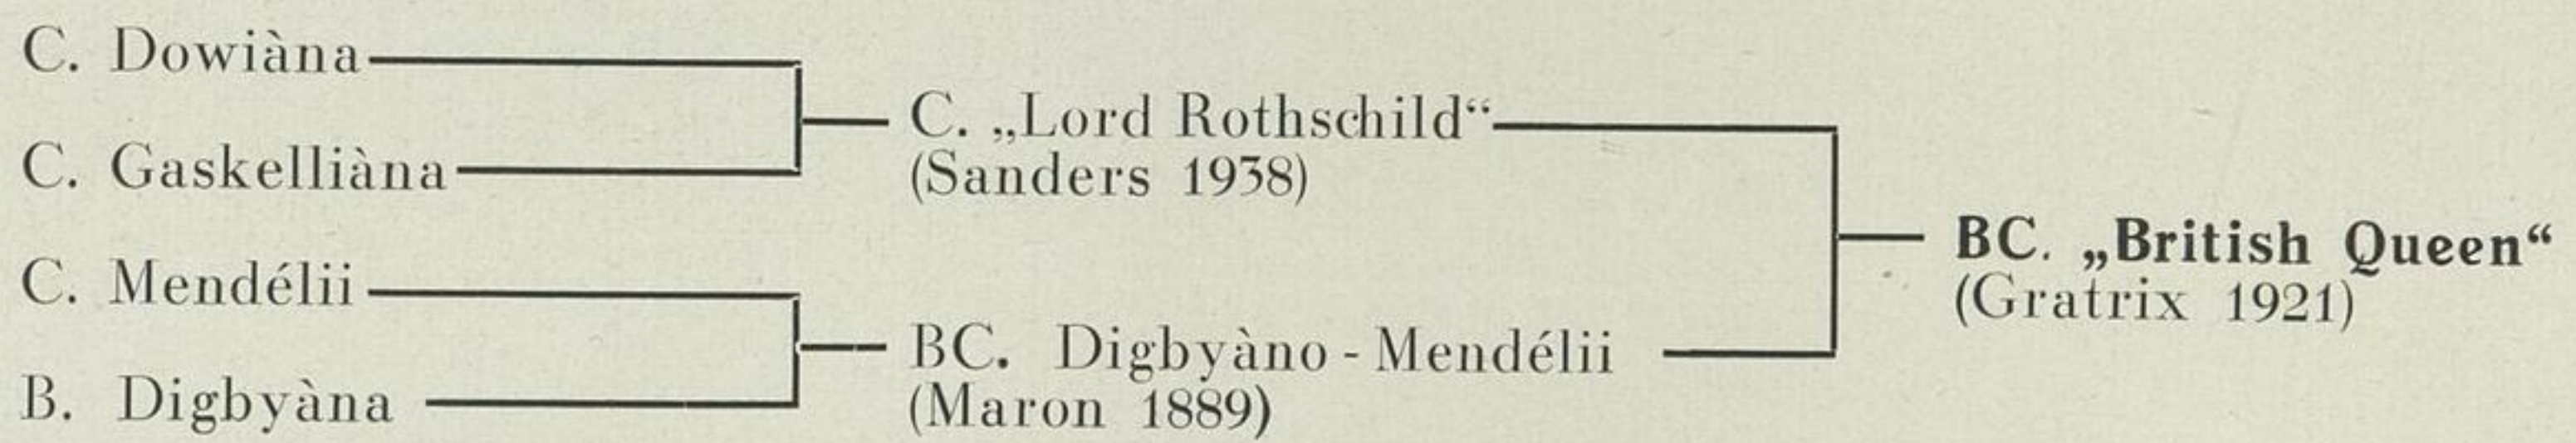 C. Dowiàna
C. Gaskelliàna
C. Mendélii
B. Digbyàna
C. „Lord Rothschild“
(Sanders 1938)
BC. Digbyàno - Mendélii
(Maron 1889)
BC. „British Queen“
(Gratrix 1921)